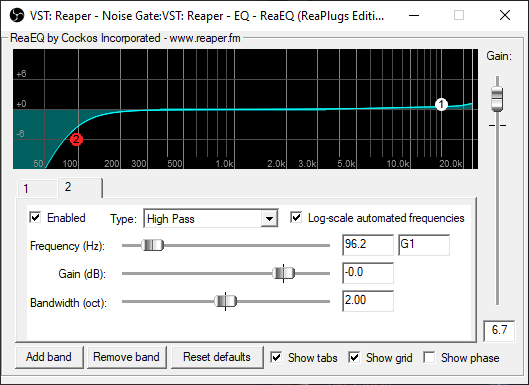 VST: Reaper - Noise Gate:VST: Reaper - EQ - ReaEQ (ReaPlugs Editi...
ReaEQ by Cockos Incorporated - www.reaper.fm
Gain:
+6
+0
-6
1
2
50 100 200 300 500 1.0k 2.0k 3.0k 5.0k 10.0k 20.0k
1 2
Enabled Type: High Pass Log-scale automated frequencies
Frequency (Hz): 96.2 G1
Gain (dB): -0.0
Bandwidth (oct): 2.00
6.7
Add band Remove band Reset defaults Show tabs Show grid Show phase